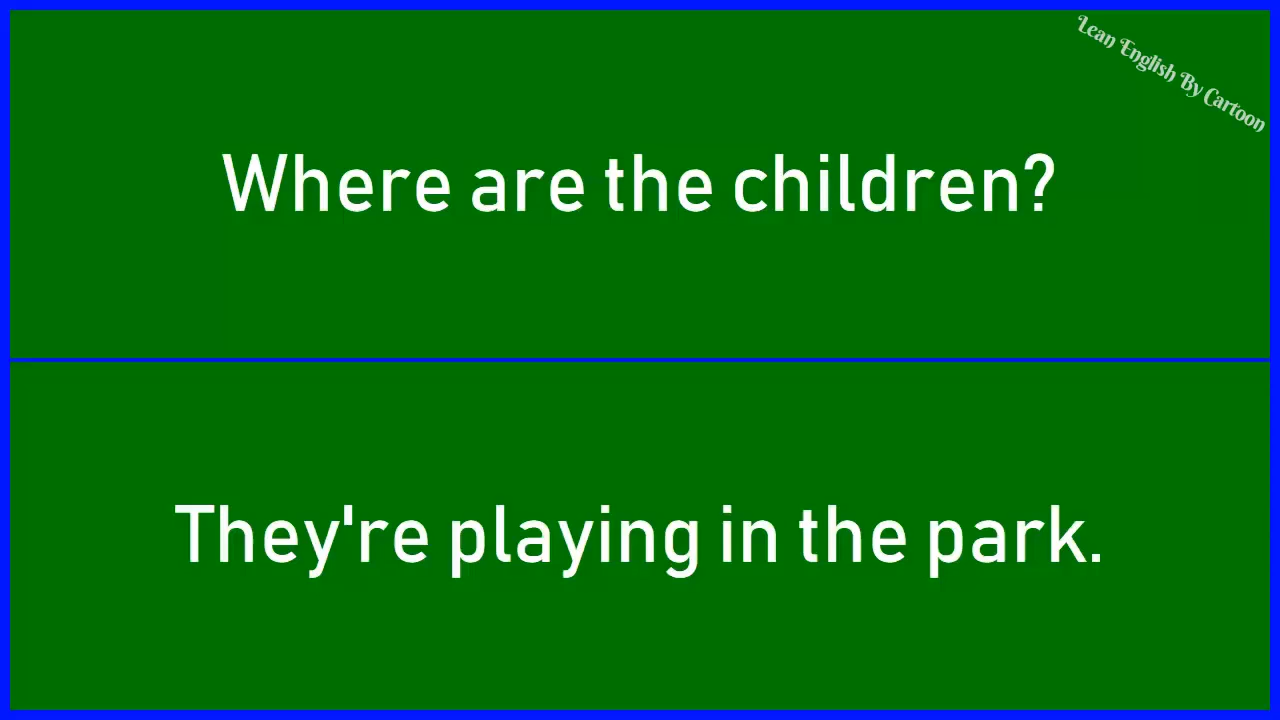 Lean English By Cartoon
Where are the children?
They're playing in the park.